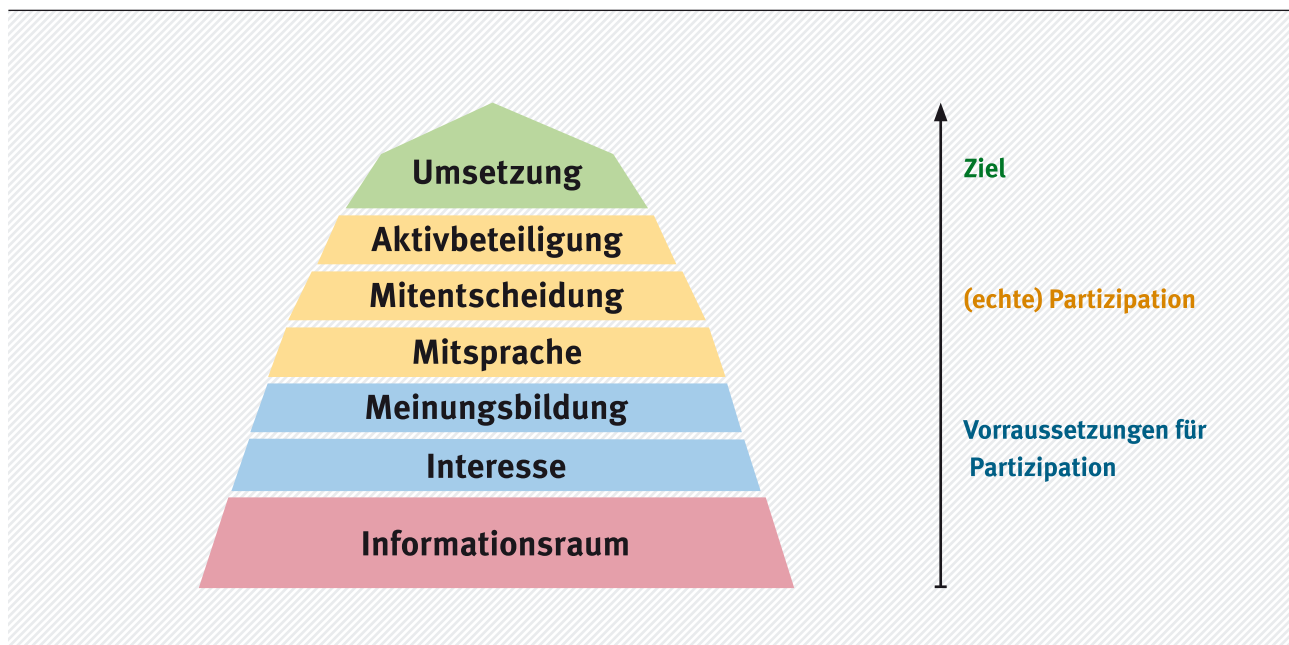 Umsetzung
Aktivbeteiligung
Mitentscheidung
Mitsprache
Meinungsbildung
Interesse
Informationsraum
Ziel
(echte) Partizipation
Vorraussetzungen für
Partizipation